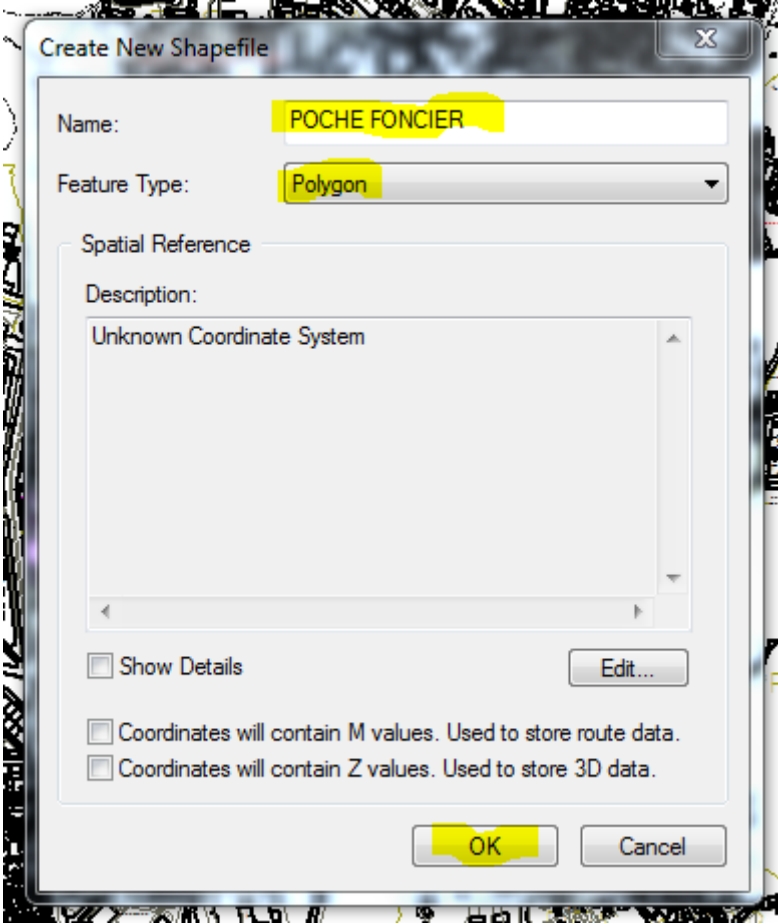 Create New Shapefile
Name: POCHE FONCIER
Feature Type: Polygon
Spatial Reference
Description:
Unknown Coordinate System
Show Details
Edit...
Coordinates will contain M values. Used to store route data.
Coordinates will contain Z values. Used to store 3D data.
OK Cancel